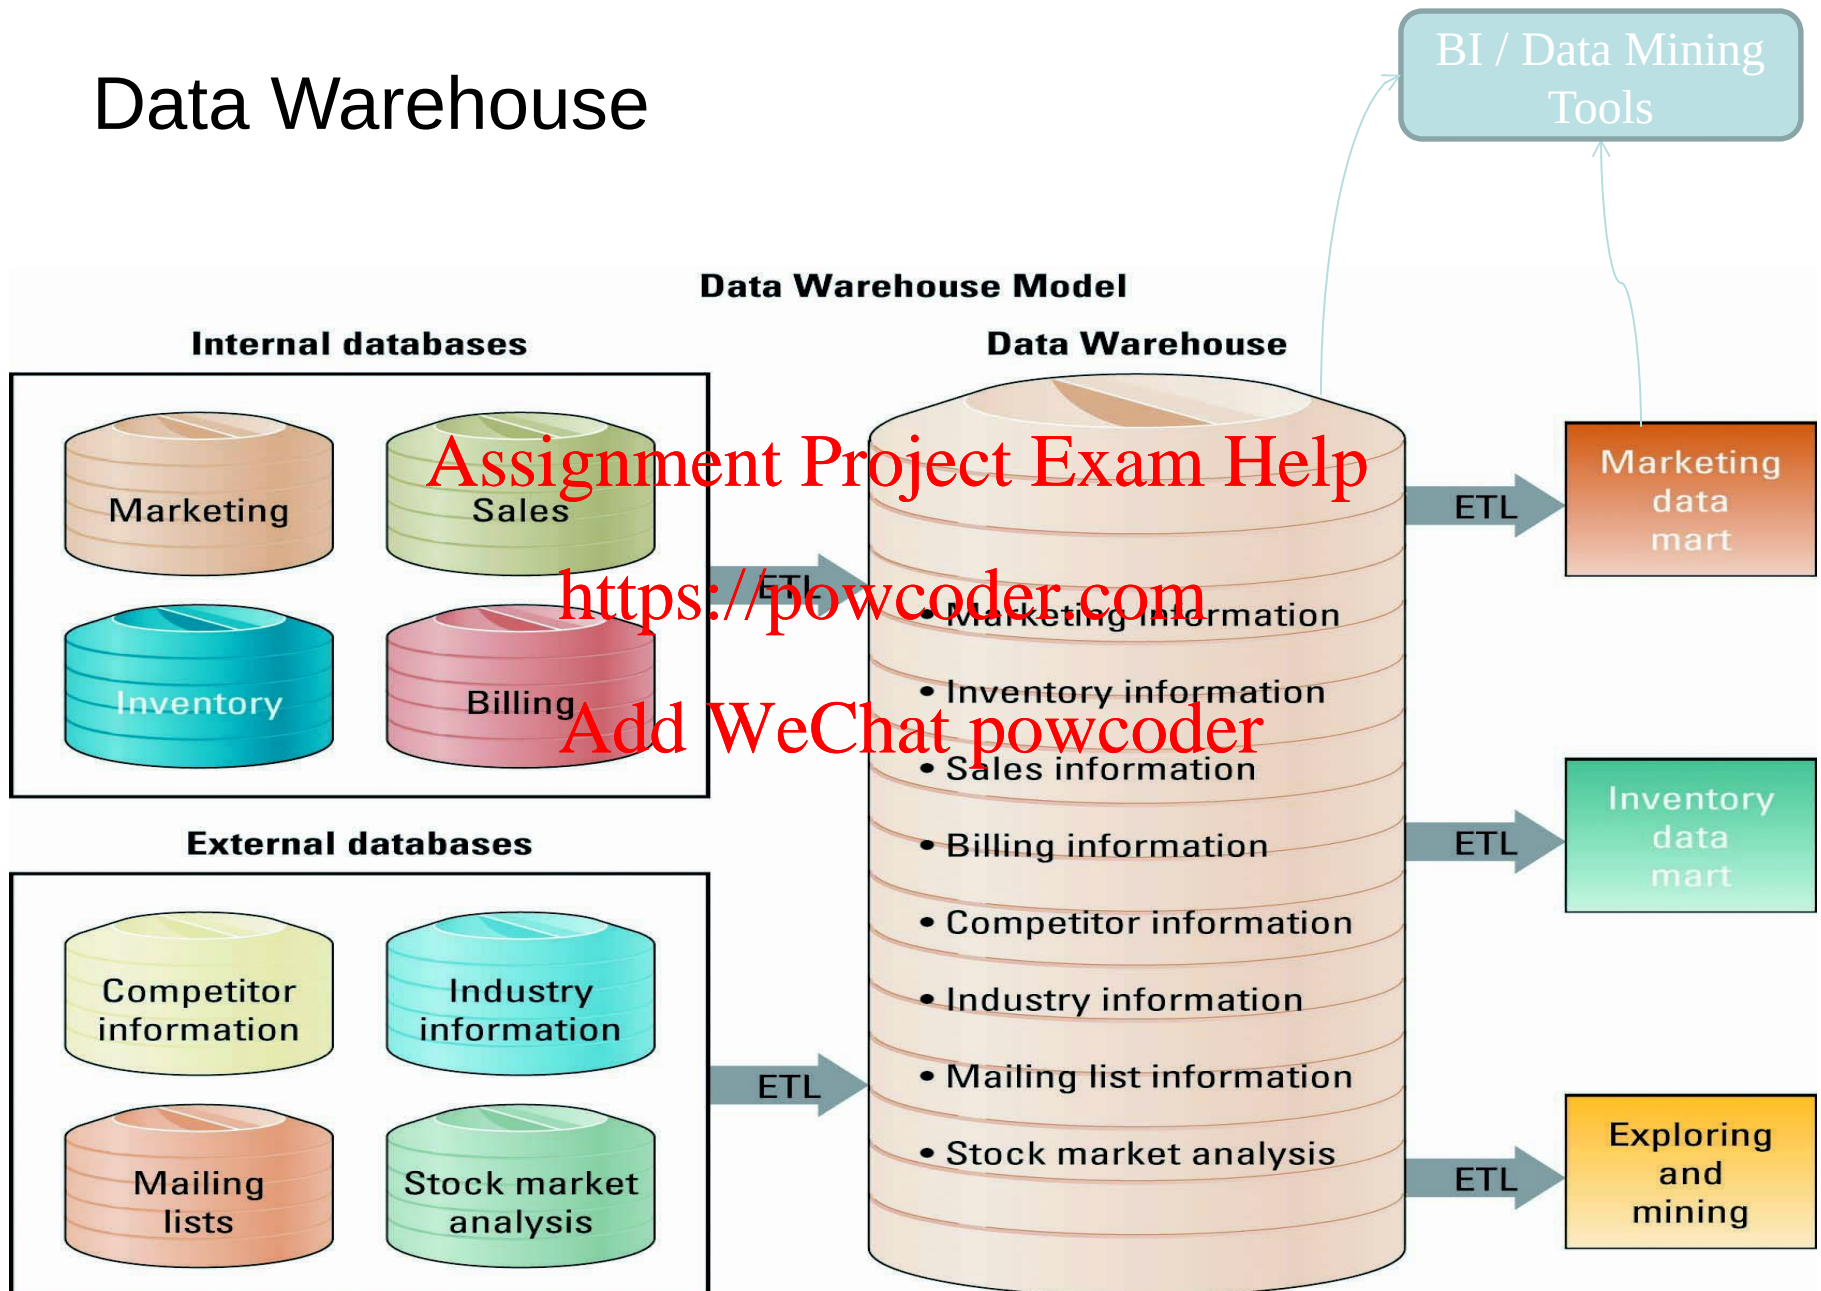 BI / Data Mining
Tools
Data Warehouse
Data Warehouse Model
Internal databases
Data Warehouse
Marketing
Sales
Inventory
Billing
ETL
External databases
Competitor
information
Industry
information
Mailing
lists
Stock market
analysis
ETL
• Marketing information
• Inventory information
• Sales information
• Billing information
• Competitor information
• Industry information
• Mailing list information
• Stock market analysis
ETL
Marketing
data
mart
ETL
Inventory
data
mart
ETL
Exploring
and
mining
Assignment Project Exam Help
https://powcoder.com
Add WeChat powcoder